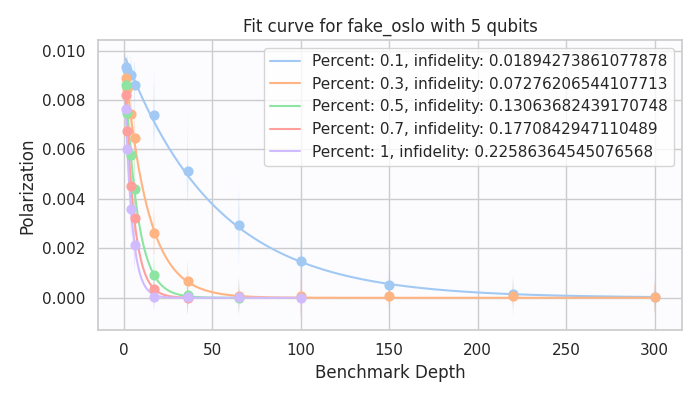 Fit curve for fake_oslo with 5 qubits
Percent: 0.1, infidelity: 0.01894273861077878
Percent: 0.3, infidelity: 0.07276206544107713
Percent: 0.5, infidelity: 0.13063682439170748
Percent: 0.7, infidelity: 0.1770842947110489
Percent: 1, infidelity: 0.22586364545076568
Polarization
0.010
0.008
0.006
0.004
0.002
0.000
0 50 100 150 200 250 300
Benchmark Depth